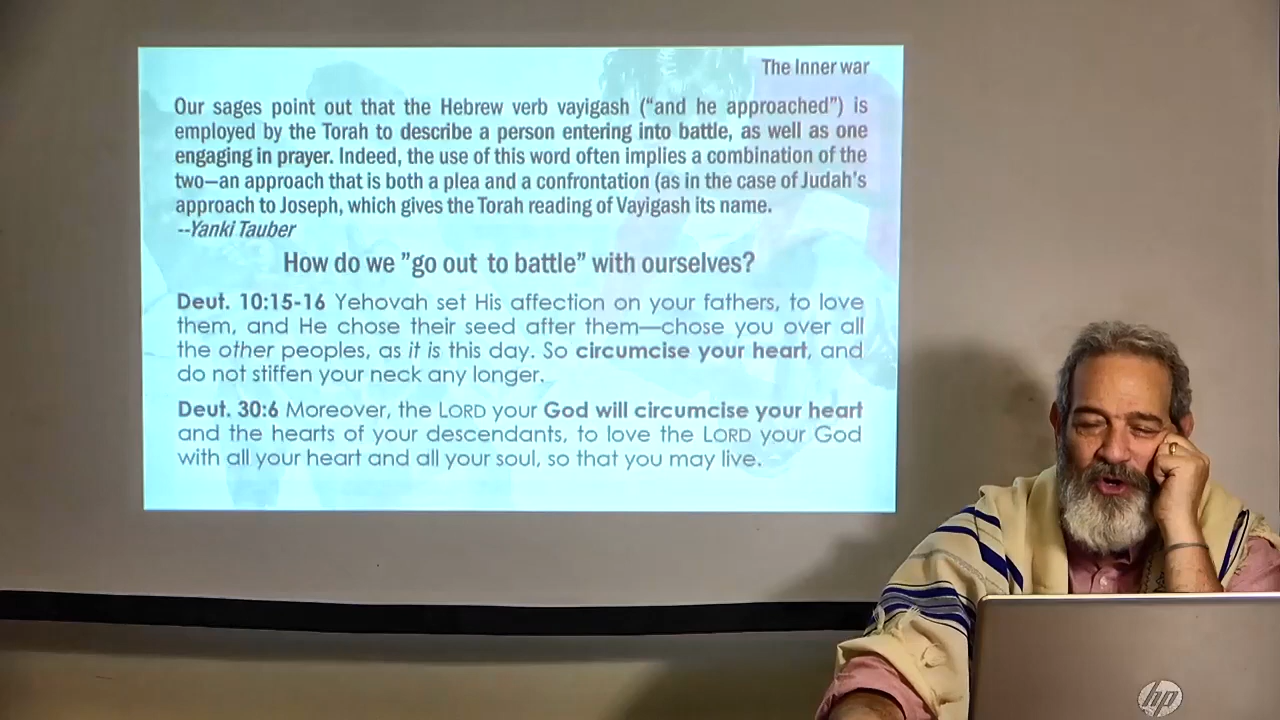 The Inner war
Our sages point out that the Hebrew verb vayigash (“and he approached”) is
employed by the Torah to describe a person entering into battle, as well as one
engaging in prayer. Indeed, the use of this word often implies a combination of the
two—an approach that is both a plea and a confrontation (as in the case of Judah’s
approach to Joseph, which gives the Torah reading of Vayigash its name.
--Yanki Tauber
How do we ”go out to battle” with ourselves?
Deut. 10:15-16 Yehovah set His affection on your fathers, to love
them, and He chose their seed after them—chose you over all
the other peoples, as it is this day. So circumcise your heart, and
do not stiffen your neck any longer.
Deut. 30:6 Moreover, the LORD your God will circumcise your heart
and the hearts of your descendants, to love the LORD your God
with all your heart and all your soul, so that you may live.
hp